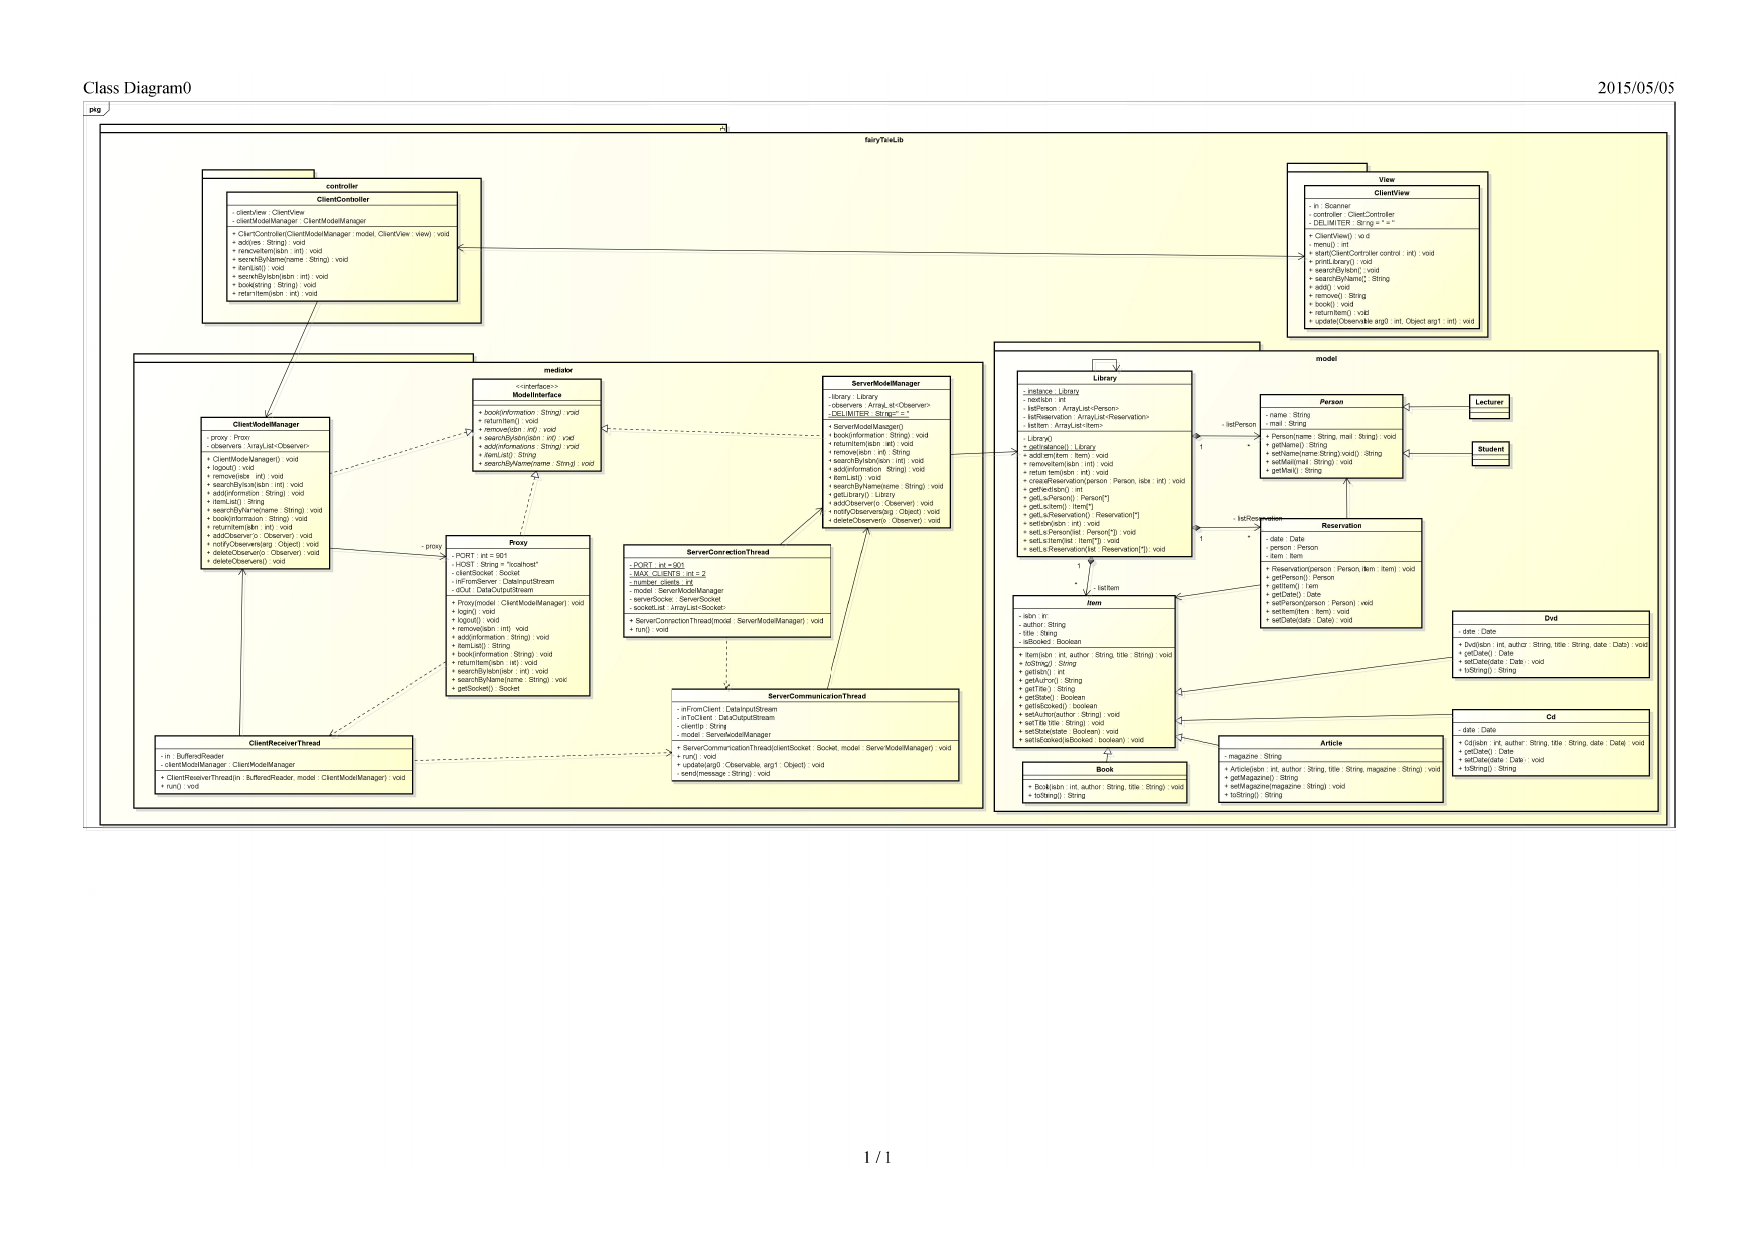 Class Diagram0
2015/05/05
pkg
fairyTaleLib
controller
ClientController
- clientView : ClientView
- clientModelManager : ClientModelManager
+ ClientController(ClientModelManager : model, ClientView : view) : void
+ add(res : String) : void
+ removeItem(isbn : int) : void
+ searchByName(name : String) : void
+ itemList() : void
+ searchByIsbn(isbn : int) : void
+ book(string : String) : void
+ returnItem(isbn : int) : void
View
ClientView
- in : Scanner
- controller : ClientController
- DELIMITER : String = " = "
+ ClientView() : void
- menu() : int
+ start(ClientController control : int) : void
+ printLibrary() : void
+ searchByIsbn() : void
+ searchByName() : String
+ add() : void
+ remove() : String
+ book() : void
+ returnItem() : void
+ update(Observable arg0 : int, Object arg1 : int) : void
mediator
<<interface>>
ModelInterface
+ book(information : String) : void
+ returnItem() : void
+ remove(isbn : int) : void
+ searchByIsbn(isbn : int) : void
+ add(informations : String) : void
+ itemList() : String
+ searchByName(name : String) : void
ServerModelManager
- library : Library
- observers : ArrayList<Observer>
- DELIMITER : String=" = "
+ ServerModelManager()
+ book(information : String) : void
+ returnItem(isbn : int) : void
+ remove(isbn : int) : String
+ searchByIsbn(isbn : int) : void
+ add(information : String) : void
+ itemList() : void
+ searchByName(name : String) : void
+ getLibrary() : Library
+ addObserver(o : Observer) : void
+ notifyObservers(arg : Object) : void
+ deleteObserver(o : Observer) : void
ClientModelManager
- proxy : Proxy
- observers : ArrayList<Observer>
+ ClientModelManager() : void
+ logout() : void
+ remove(isbn : int) : void
+ searchByIsbn(isbn : int) : void
+ add(information : String) : void
+ itemList() : String
+ searchByName(name : String) : void
+ book(information : String) : void
+ returnItem(isbn : int) : void
+ addObserver(o : Observer) : void
+ notifyObservers(arg : Object) : void
+ deleteObserver(o : Observer) : void
+ deleteObservers() : void
- proxy
Proxy
- PORT : int = 901
- HOST : String = "localhost"
- clientSocket : Socket
- inFromServer : DataInputStream
- dOut : DataOutputStream
+ Proxy(model : ClientModelManager) : void
+ login() : void
+ logout() : void
+ remove(isbn : int) : void
+ add(information : String) : void
+ itemList() : String
+ book(information : String) : void
+ returnItem(isbn : int) : void
+ searchByIsbn(isbn : int) : void
+ searchByName(name : String) : void
+ getSocket() : Socket
ServerConnectionThread
- PORT : int =901
- MAX_CLIENTS : int = 2
- number_clients : int
- model : ServerModelManager
- serverSocket : ServerSocket
- socketList : ArrayList<Socket>
+ ServerConnectionThread(model : ServerModelManager) : void
+ run() : void
ServerCommunicationThread
- inFromClient : DataInputStream
- inToClient : DataOutputStream
- clientIp : String
- model : ServerModelManager
+ ServerCommunicationThread(clientSocket : Socket, model : ServerModelManager) : void
+ run() : void
+ update(arg0 : Observable, arg1 : Object) : void
- send(message : String) : void
ClientReceiverThread
- in : BufferedReader
- clientModelManager : ClientModelManager
+ ClientReceiverThread(in : BufferedReader, model : ClientModelManager) : void
+ run() : void
model
Library
- instance : Library
- nextIsbn : int
- listPerson : ArrayList<Person>
- listReservation : ArrayList<Reservation>
- listItem : ArrayList<Item>
- Library()
+ getInstance() : Library
+ addItem(item : Item) : void
+ removeItem(isbn : int) : void
+ returnItem(isbn : int) : void
+ createReservation(person : Person, isbn : int) : void
+ getNextIsbn() : int
+ getListPerson() : Person[*]
+ getListItem() : Item[*]
+ getListReservation() : Reservation[*]
+ setIsbn(isbn : int) : void
+ setListPerson(list : Person[*]) : void
+ setListItem(list : Item[*]) : void
+ setListReservation(list : Reservation[*]) : void
- listPerson
1
*
Person
- name : String
- mail : String
+ Person(name : String, mail : String) : void
+ getName() : String
+ setName(name:String):void() : String
+ setMail(mail : String) : void
+ getMail() : String
Lecturer
Student
- listReservation
1
*
Reservation
- date : Date
- person : Person
- item : Item
+ Reservation(person : Person, item : Item) : void
+ getPerson() : Person
+ getItem() : Item
+ getDate() : Date
+ setPerson(person : Person) : void
+ setItem(item : Item) : void
+ setDate(date : Date) : void
1
*
- listItem
Item
- isbn : int
- author : String
- title : String
- isBooked : Boolean
+ Item(isbn : int, author : String, title : String) : void
+ toString() : String
+ getIsbn() : int
+ getAuthor() : String
+ getTitle() : String
+ getState() : Boolean
+ getIsBooked() : boolean
+ setAuthor(author : String) : void
+ setTitle(title : String) : void
+ setState(state : Boolean) : void
+ setIsBooked(isBooked : boolean) : void
Dvd
- date : Date
+ Dvd(isbn : int, author : String, title : String, date : Date) : void
+ getDate() : Date
+ setDate(date : Date) : void
+ toString() : String
Cd
- date : Date
+ Cd(isbn : int, author : String, title : String, date : Date) : void
+ getDate() : Date
+ setDate(date : Date) : void
+ toString() : String
Article
- magazine : String
+ Article(isbn : int, author : String, title : String, magazine : String) : void
+ getMagazine() : String
+ setMagazine(magazine : String) : void
+ toString() : String
Book
+ Book(isbn : int, author : String, title : String) : void
+ toString() : String
1 / 1